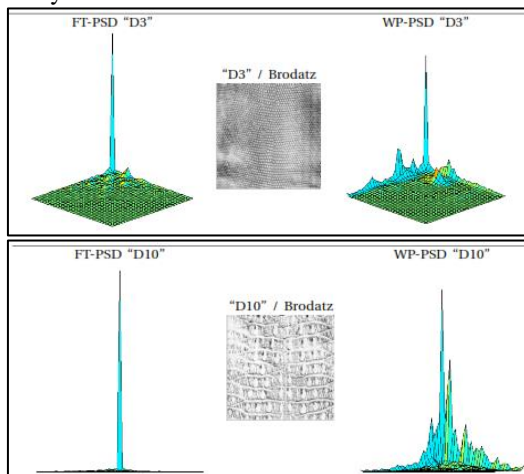 FT-PSD “D3”
WP-PSD “D3”
“D3” / Brodatz
FT-PSD “D10”
WP-PSD “D10”
“D10” / Brodatz